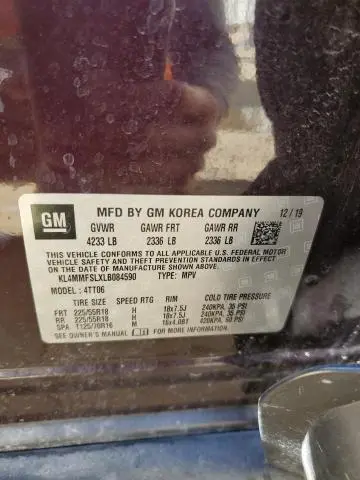 GM
MFD BY GM KOREA COMPANY 12/19
GVWR GAWR FRT GAWR RR
4233 LB 2336 LB 2336 LB
THIS VEHICLE CONFORMS TO ALL APPLICABLE U.S. FEDERAL MOTOR
VEHICLE SAFETY AND THEFT PREVENTION STANDARDS IN EFFECT ON
THE DATE OF MANUFACTURE SHOWN ABOVE.
KL4MMFSLXLB084590 TYPE: MPV
MODEL: 4TT06
TIRE SIZE SPEED RTG RIM COLD TIRE PRESSURE
FRT 225/55R18 H 18x7.5J 240KPA, 35 PSI
RR 225/55R18 H 18x7.5J 240KPA, 35 PSI
SPA T125/70R16 M 16x4.0BT 420KPA, 60 PSI
SEE OWNER'S MANUAL FOR MORE INFORMATION.